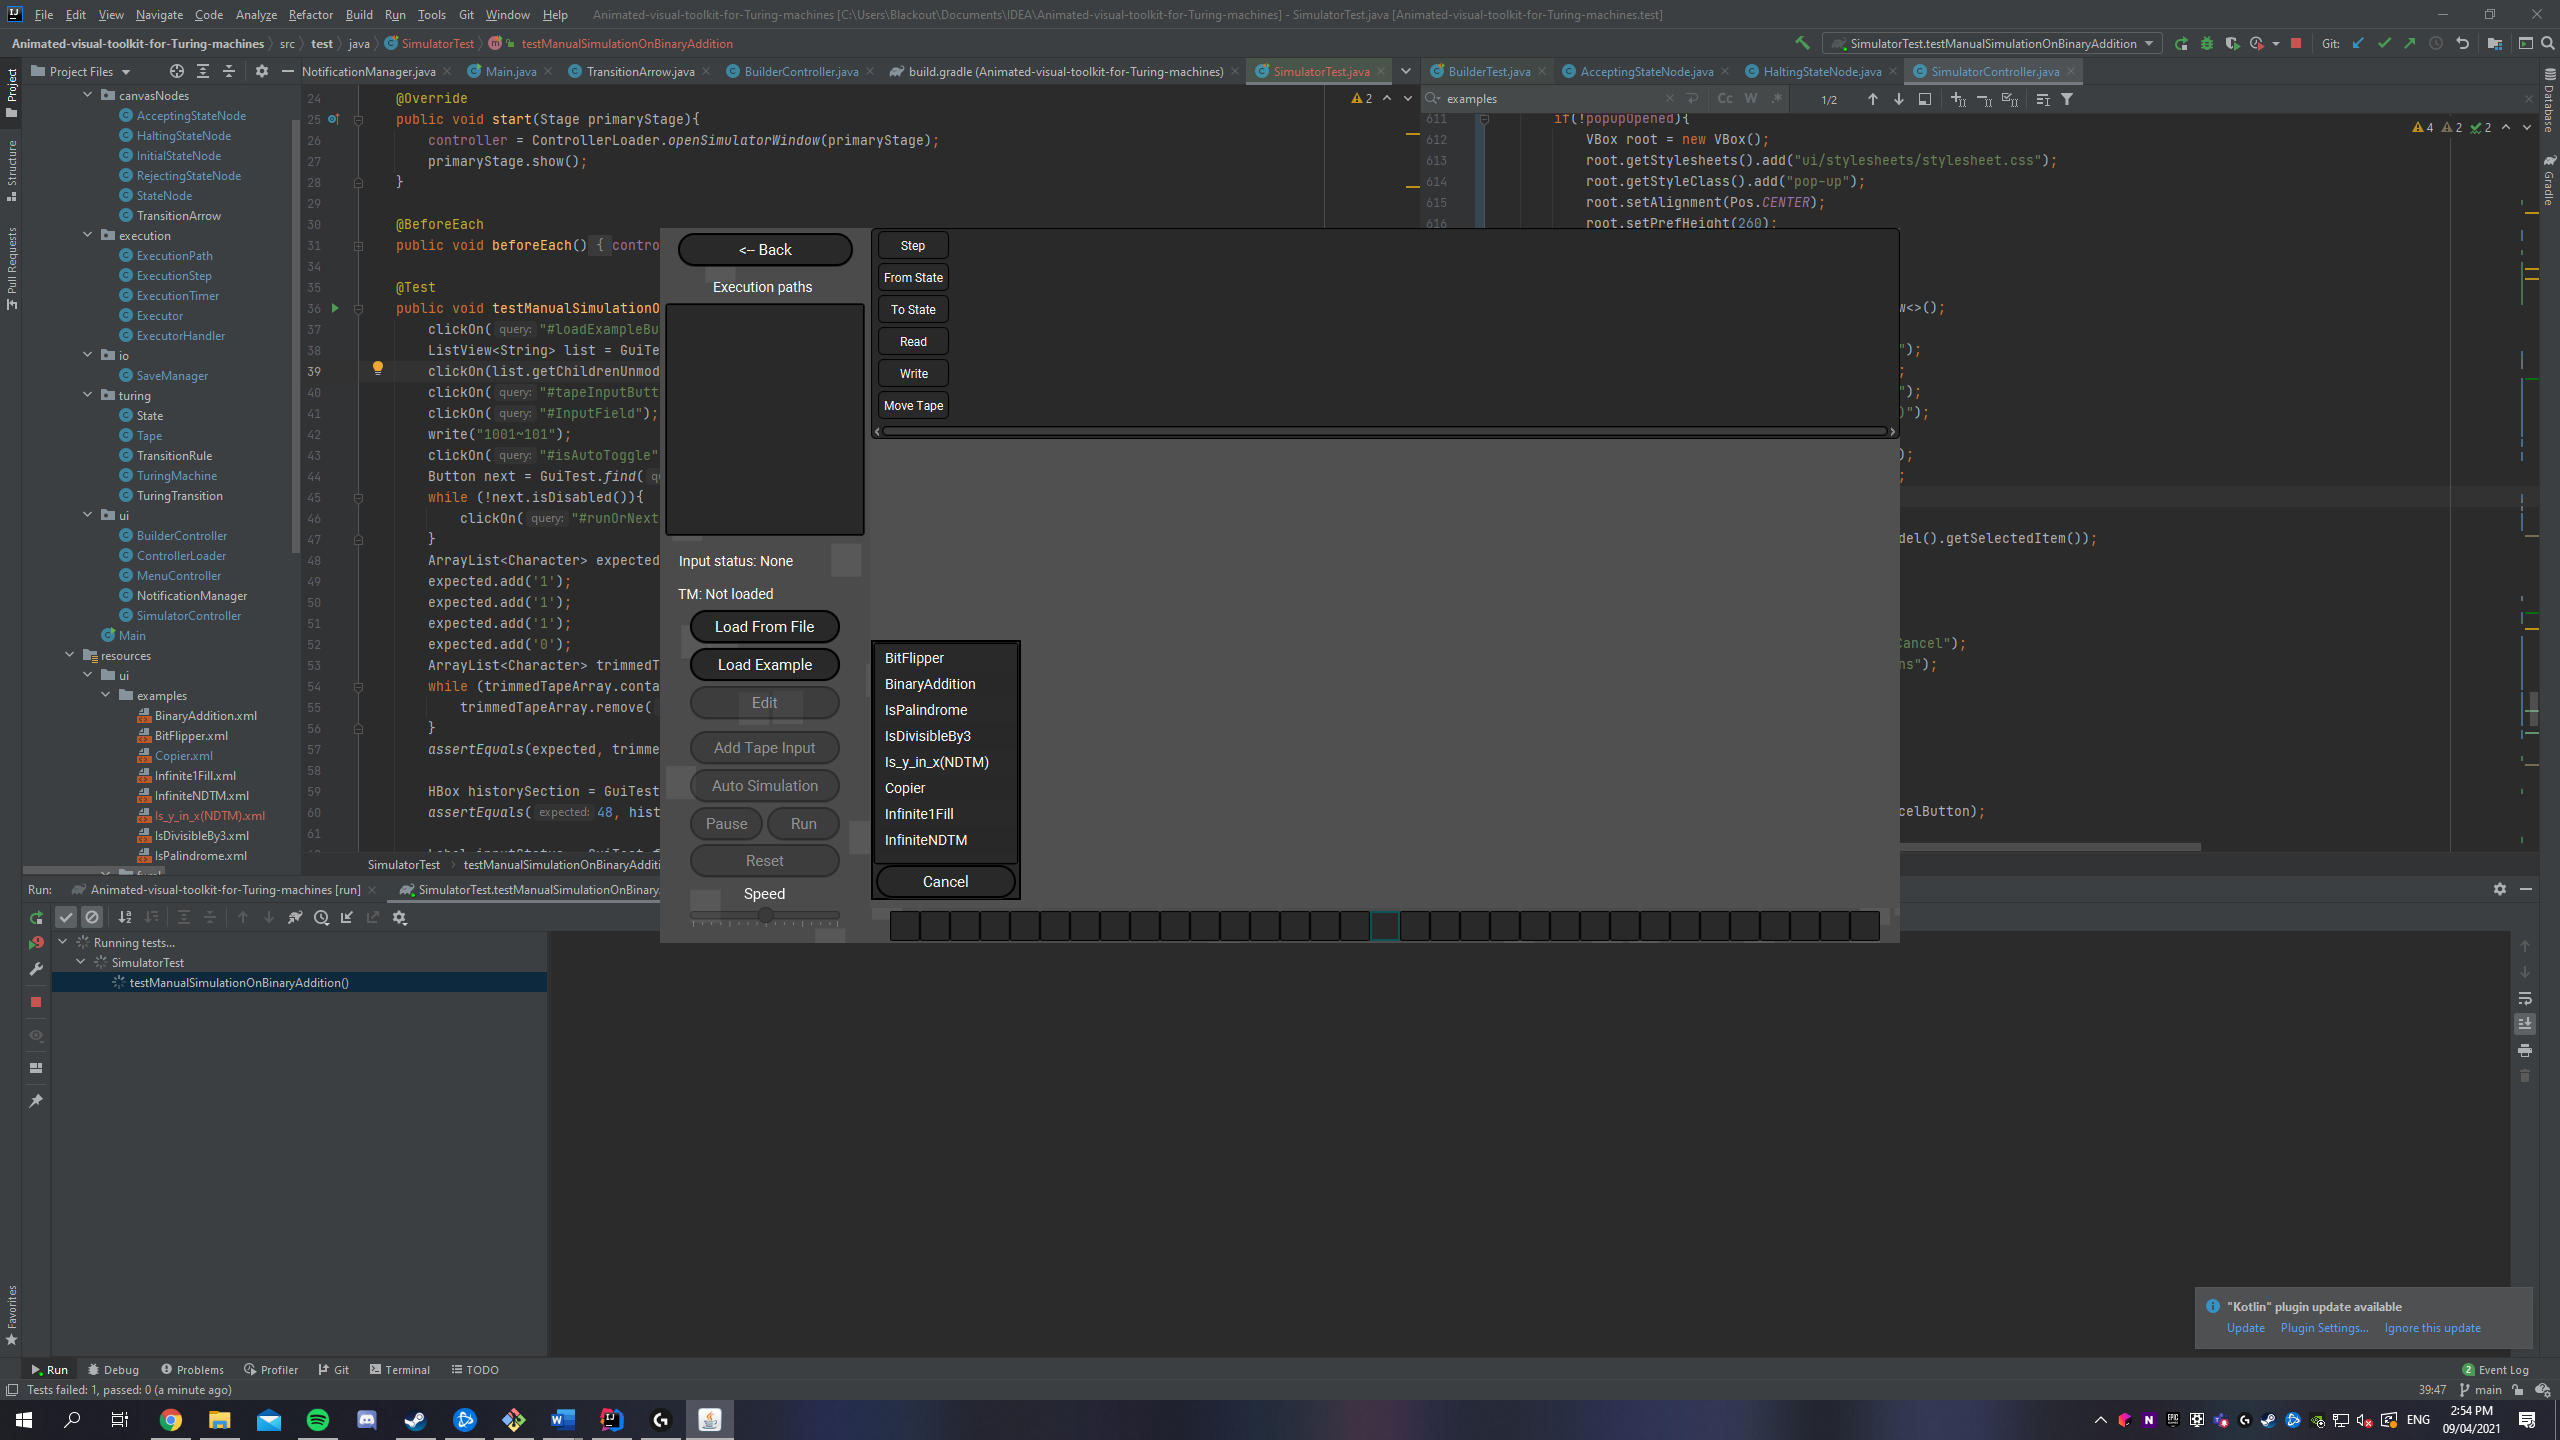 File Edit View Navigate Code Analyze Refactor Build Run Tools Git Window Help Animated-visual-toolkit-for-Turing-machines [C:\Users\Blackout\Documents\IDEA\Animated-visual-toolkit-for-Turing-machines] - SimulatorTest.java [Animated-visual-toolkit-for-Turing-machines.test]
Animated-visual-toolkit-for-Turing-machines src test java SimulatorTest testManualSimulationOnBinaryAddition SimulatorTest.testManualSimulationOnBinaryAddition Git:
Project Files NotificationManager.java Main.java TransitionArrow.java BuilderController.java build.gradle (Animated-visual-toolkit-for-Turing-machines) SimulatorTest.java BuilderTest.java AcceptingStateNode.java HaltingStateNode.java SimulatorController.java
Project
Structure
Pull Requests
Favorites
Database
Gradle
canvasNodes
AcceptingStateNode
HaltingStateNode
InitialStateNode
RejectingStateNode
StateNode
TransitionArrow
execution
ExecutionPath
ExecutionStep
ExecutionTimer
Executor
ExecutorHandler
io
SaveManager
turing
State
Tape
TransitionRule
TuringMachine
TuringTransition
ui
BuilderController
ControllerLoader
MenuController
NotificationManager
SimulatorController
Main
resources
ui
examples
BinaryAddition.xml
BitFlipper.xml
Copier.xml
Infinite1Fill.xml
InfiniteNDTM.xml
Is_y_in_x(NDTM).xml
IsDivisibleBy3.xml
IsPalindrome.xml
24 @Override
25 public void start(Stage primaryStage){
26 controller = ControllerLoader.openSimulatorWindow(primaryStage);
27 primaryStage.show();
28 }
29
30 @BeforeEach
31 public void beforeEach() { contro
34
35 @Test
36 public void testManualSimulationO
37 clickOn( query: "#loadExampleBu
38 ListView<String> list = GuiTe
39 clickOn(list.getChildrenUnmod
40 clickOn( query: "#tapeInputButt
41 clickOn( query: "#InputField");
42 write("1001~101");
43 clickOn( query: "#isAutoToggle"
44 Button next = GuiTest.find(
45 while (!next.isDisabled()){
46 clickOn( query: "#runOrNext
47 }
48 ArrayList<Character> expected
49 expected.add('1');
50 expected.add('1');
51 expected.add('1');
52 expected.add('0');
53 ArrayList<Character> trimmedT
54 while (trimmedTapeArray.conta
55 trimmedTapeArray.remove(
56 }
57 assertEquals(expected, trimme
58
59 HBox historySection = GuiTest
60 assertEquals( expected: 48, hist
61
2
SimulatorTest testManualSimulationOnBinaryAdditi
examples Cc W .* 1/2
4 2 2
611 if(!popupOpened){
612 VBox root = new VBox();
613 root.getStylesheets().add("ui/stylesheets/stylesheet.css");
614 root.getStyleClass().add("pop-up");
615 root.setAlignment(Pos.CENTER);
616 root.setPrefHeight(260);
w<>();
");
;
");
)");
);
;
del().getSelectedItem());
Cancel");
ns");
celButton);
<-- Back
Execution paths
Input status: None
TM: Not loaded
Load From File
Load Example
Edit
Add Tape Input
Auto Simulation
Pause Run
Reset
Speed
Step
From State
To State
Read
Write
Move Tape
BitFlipper
BinaryAddition
IsPalindrome
IsDivisibleBy3
Is_y_in_x(NDTM)
Copier
Infinite1Fill
InfiniteNDTM
Cancel
Run: Animated-visual-toolkit-for-Turing-machines [run] SimulatorTest.testManualSimulationOnBinary.
Running tests...
SimulatorTest
testManualSimulationOnBinaryAddition()
"Kotlin" plugin update available
Update Plugin Settings... Ignore this update
Run Debug Problems Profiler Git Terminal TODO 2 Event Log
Tests failed: 1, passed: 0 (a minute ago) 39:47 main
ENG 2:54 PM
09/04/2021